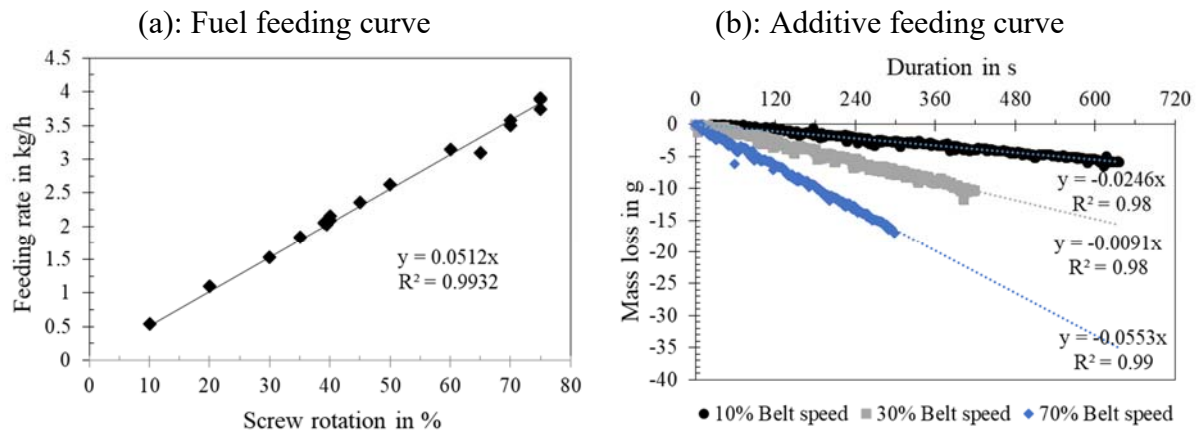 (a): Fuel feeding curve
Feeding rate in kg/h
4.5
4
3.5
3
2.5
2
1.5
1
0.5
0
y = 0.0512x
R² = 0.9932
0 10 20 30 40 50 60 70 80
Screw rotation in %
(b): Additive feeding curve
Duration in s
0 120 240 360 480 600 720
Mass loss in g
0
-5
-10
-15
-20
-25
-30
-35
-40
y = -0.0246x
R² = 0.98
y = -0.0091x
R² = 0.98
y = -0.0553x
R² = 0.99
10% Belt speed 30% Belt speed 70% Belt speed